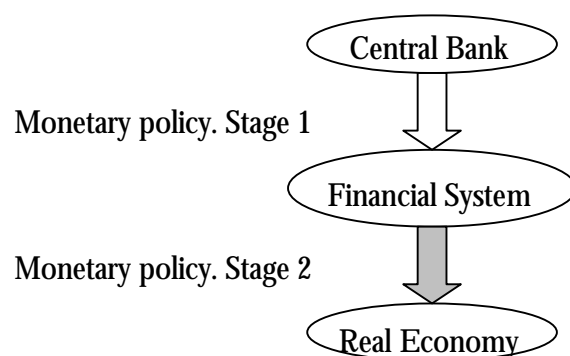 Central Bank
Monetary policy. Stage 1
Financial System
Monetary policy. Stage 2
Real Economy